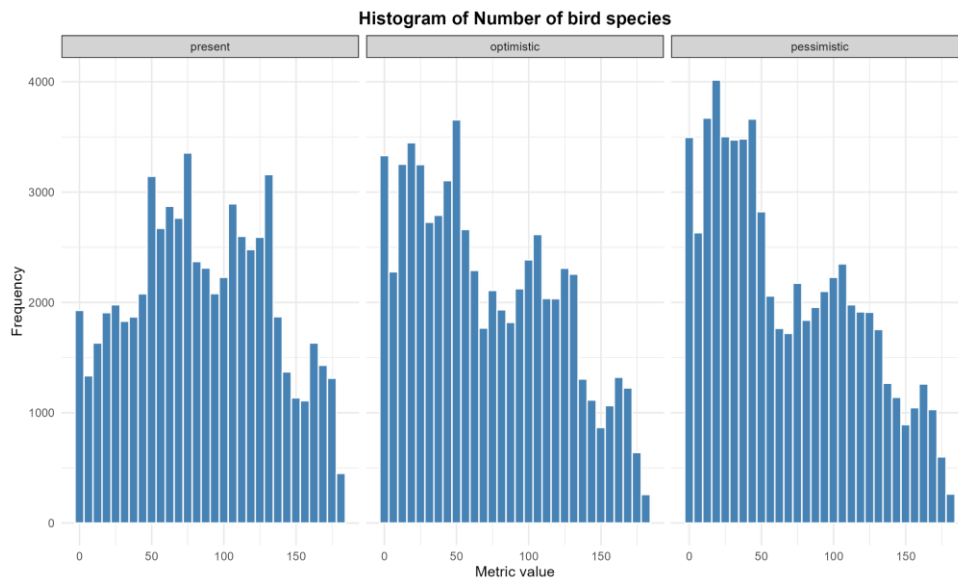 Histogram of Number of bird species
present optimistic pessimistic
4000
3000
2000
1000
0
Frequency
0 50 100 150 0 50 100 150 0 50 100 150
Metric value